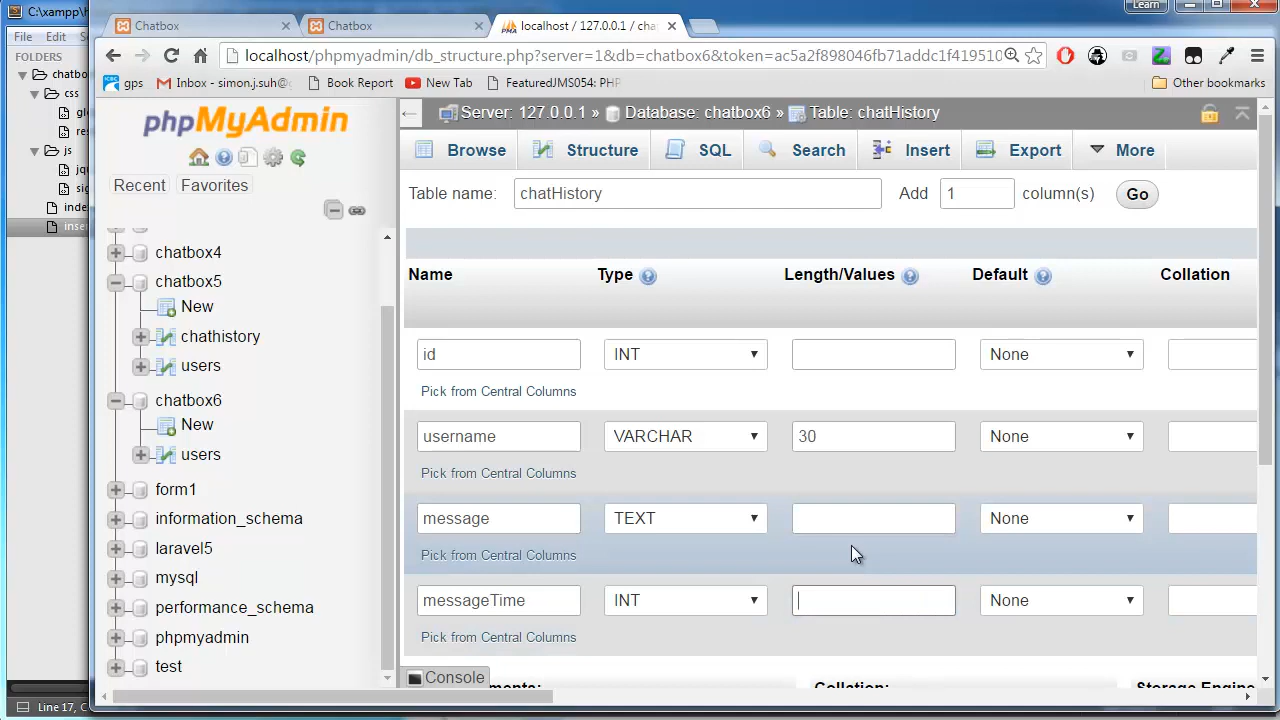 C:\xampp\h
File Edit
FOLDERS
chatbo
css
js
inde
inser
Line 17, C
Learn
Chatbox
Chatbox
localhost / 127.0.0.1 / cha
localhost/phpmyadmin/db_structure.php?server=1&db=chatbox6&token=ac5a2898046fb71addc1f419510
gps
Inbox - simon.j.suh@
Book Report
New Tab
FeaturedJMS054: PHP
Other bookmarks
phpMyAdmin
Recent Favorites
chatbox4
chatbox5
New
chathistory
users
chatbox6
New
users
form1
information_schema
laravel5
mysql
performance_schema
phpmyadmin
test
Server: 127.0.0.1 » Database: chatbox6 » Table: chatHistory
Browse Structure SQL Search Insert Export More
Table name: chatHistory Add 1 column(s) Go
Name Type Length/Values Default Collation
id INT None
Pick from Central Columns
username VARCHAR 30 None
Pick from Central Columns
message TEXT None
Pick from Central Columns
messageTime INT None
Pick from Central Columns
Console
Collation:
Storage Engine